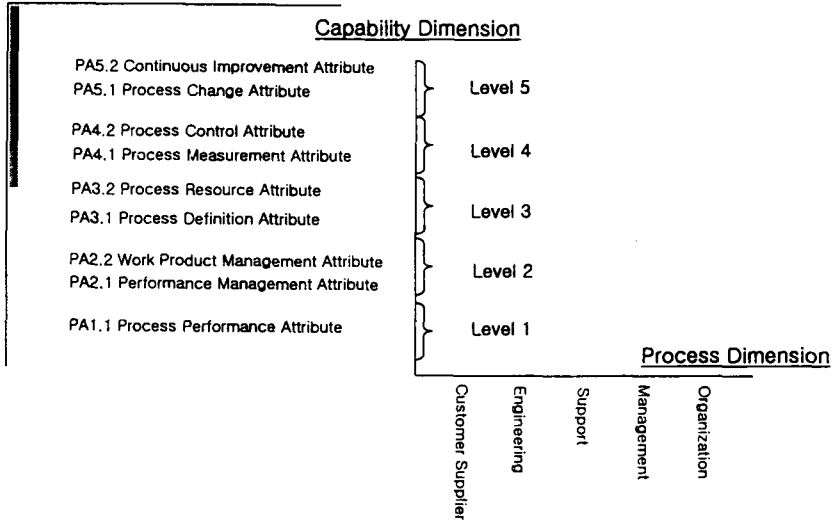 Capability Dimension
PA5.2 Continuous Improvement Attribute
PA5.1 Process Change Attribute
Level 5
PA4.2 Process Control Attribute
PA4.1 Process Measurement Attribute
Level 4
PA3.2 Process Resource Attribute
PA3.1 Process Definition Attribute
Level 3
PA2.2 Work Product Management Attribute
PA2.1 Performance Management Attribute
Level 2
PA1.1 Process Performance Attribute
Level 1
Process Dimension
Customer Supplier
Engineering
Support
Management
Organization